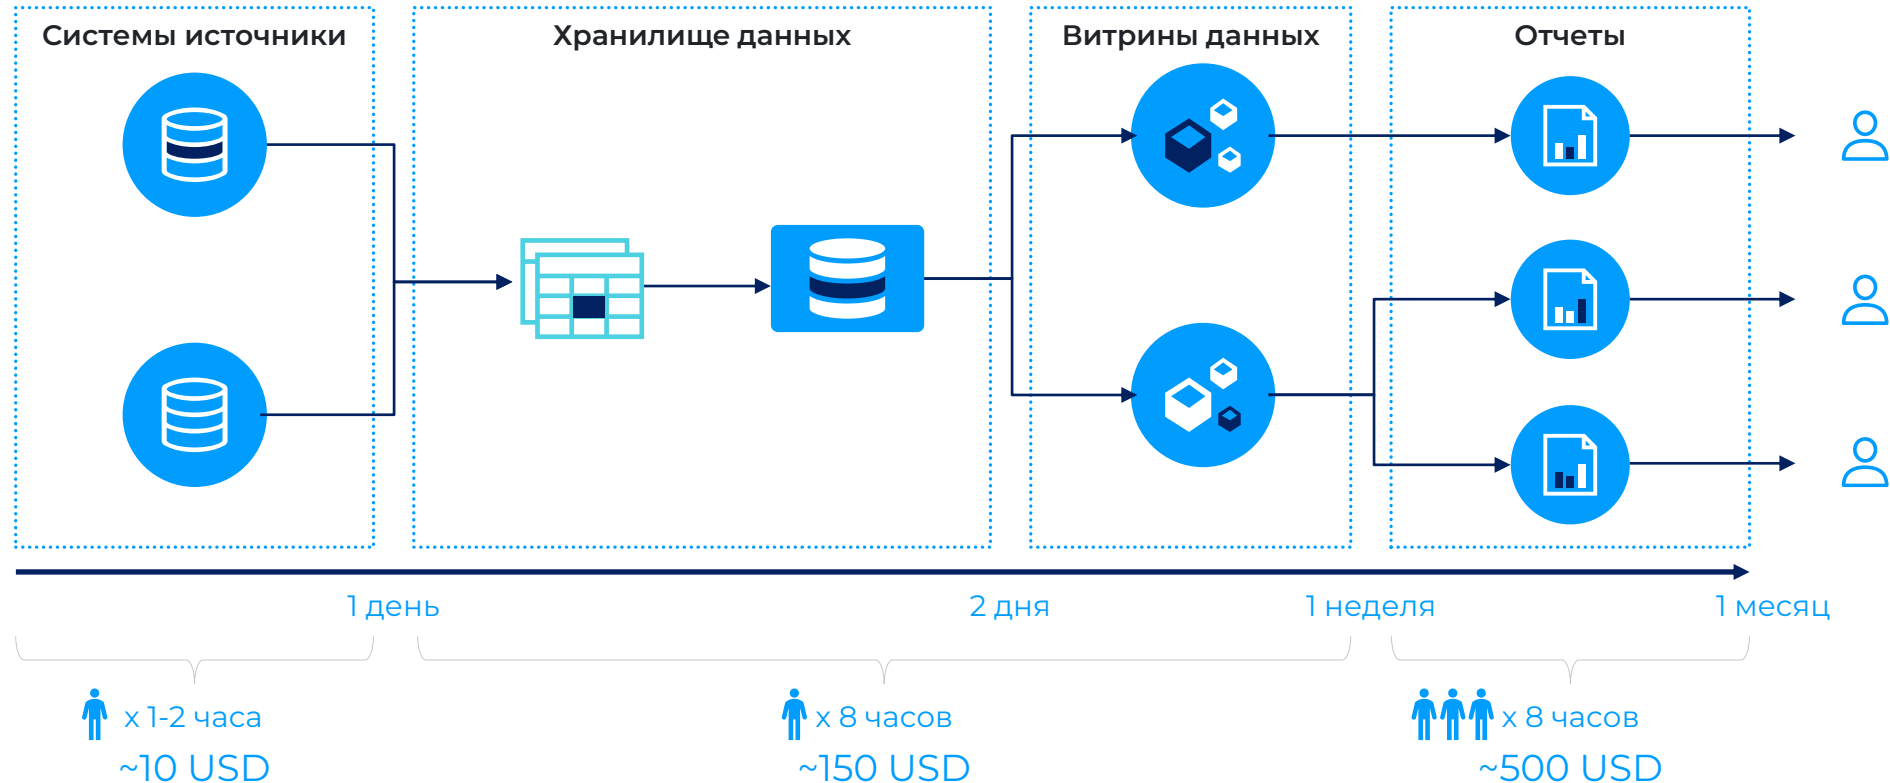 Системы источники
Хранилище данных
Витрины данных
Отчеты
1 день
2 дня
1 неделя
1 месяц
x 1-2 часа
x 8 часов
x 8 часов
~10 USD
~150 USD
~500 USD